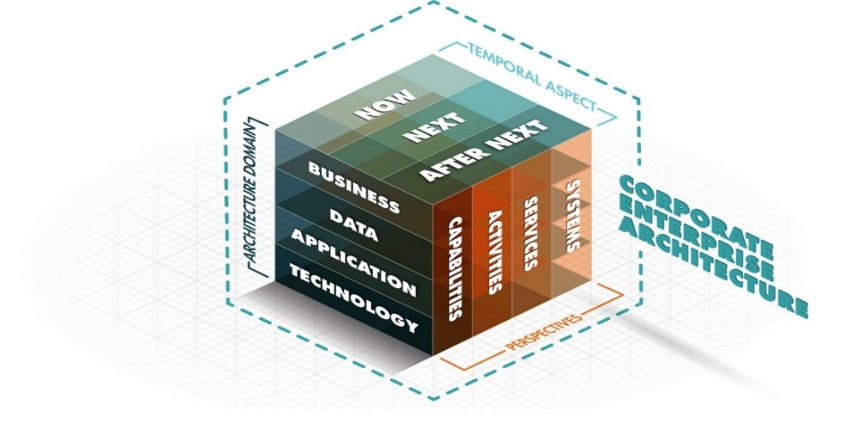 TEMPORAL ASPECT
NOW
NEXT
AFTER NEXT
ARCHITECTURE DOMAIN
BUSINESS
DATA
APPLICATION
TECHNOLOGY
CAPABILITIES
ACTIVITIES
SERVICES
SYSTEMS
PERSPECTIVES
CORPORATE
ENTERPRISE
ARCHITECTURE